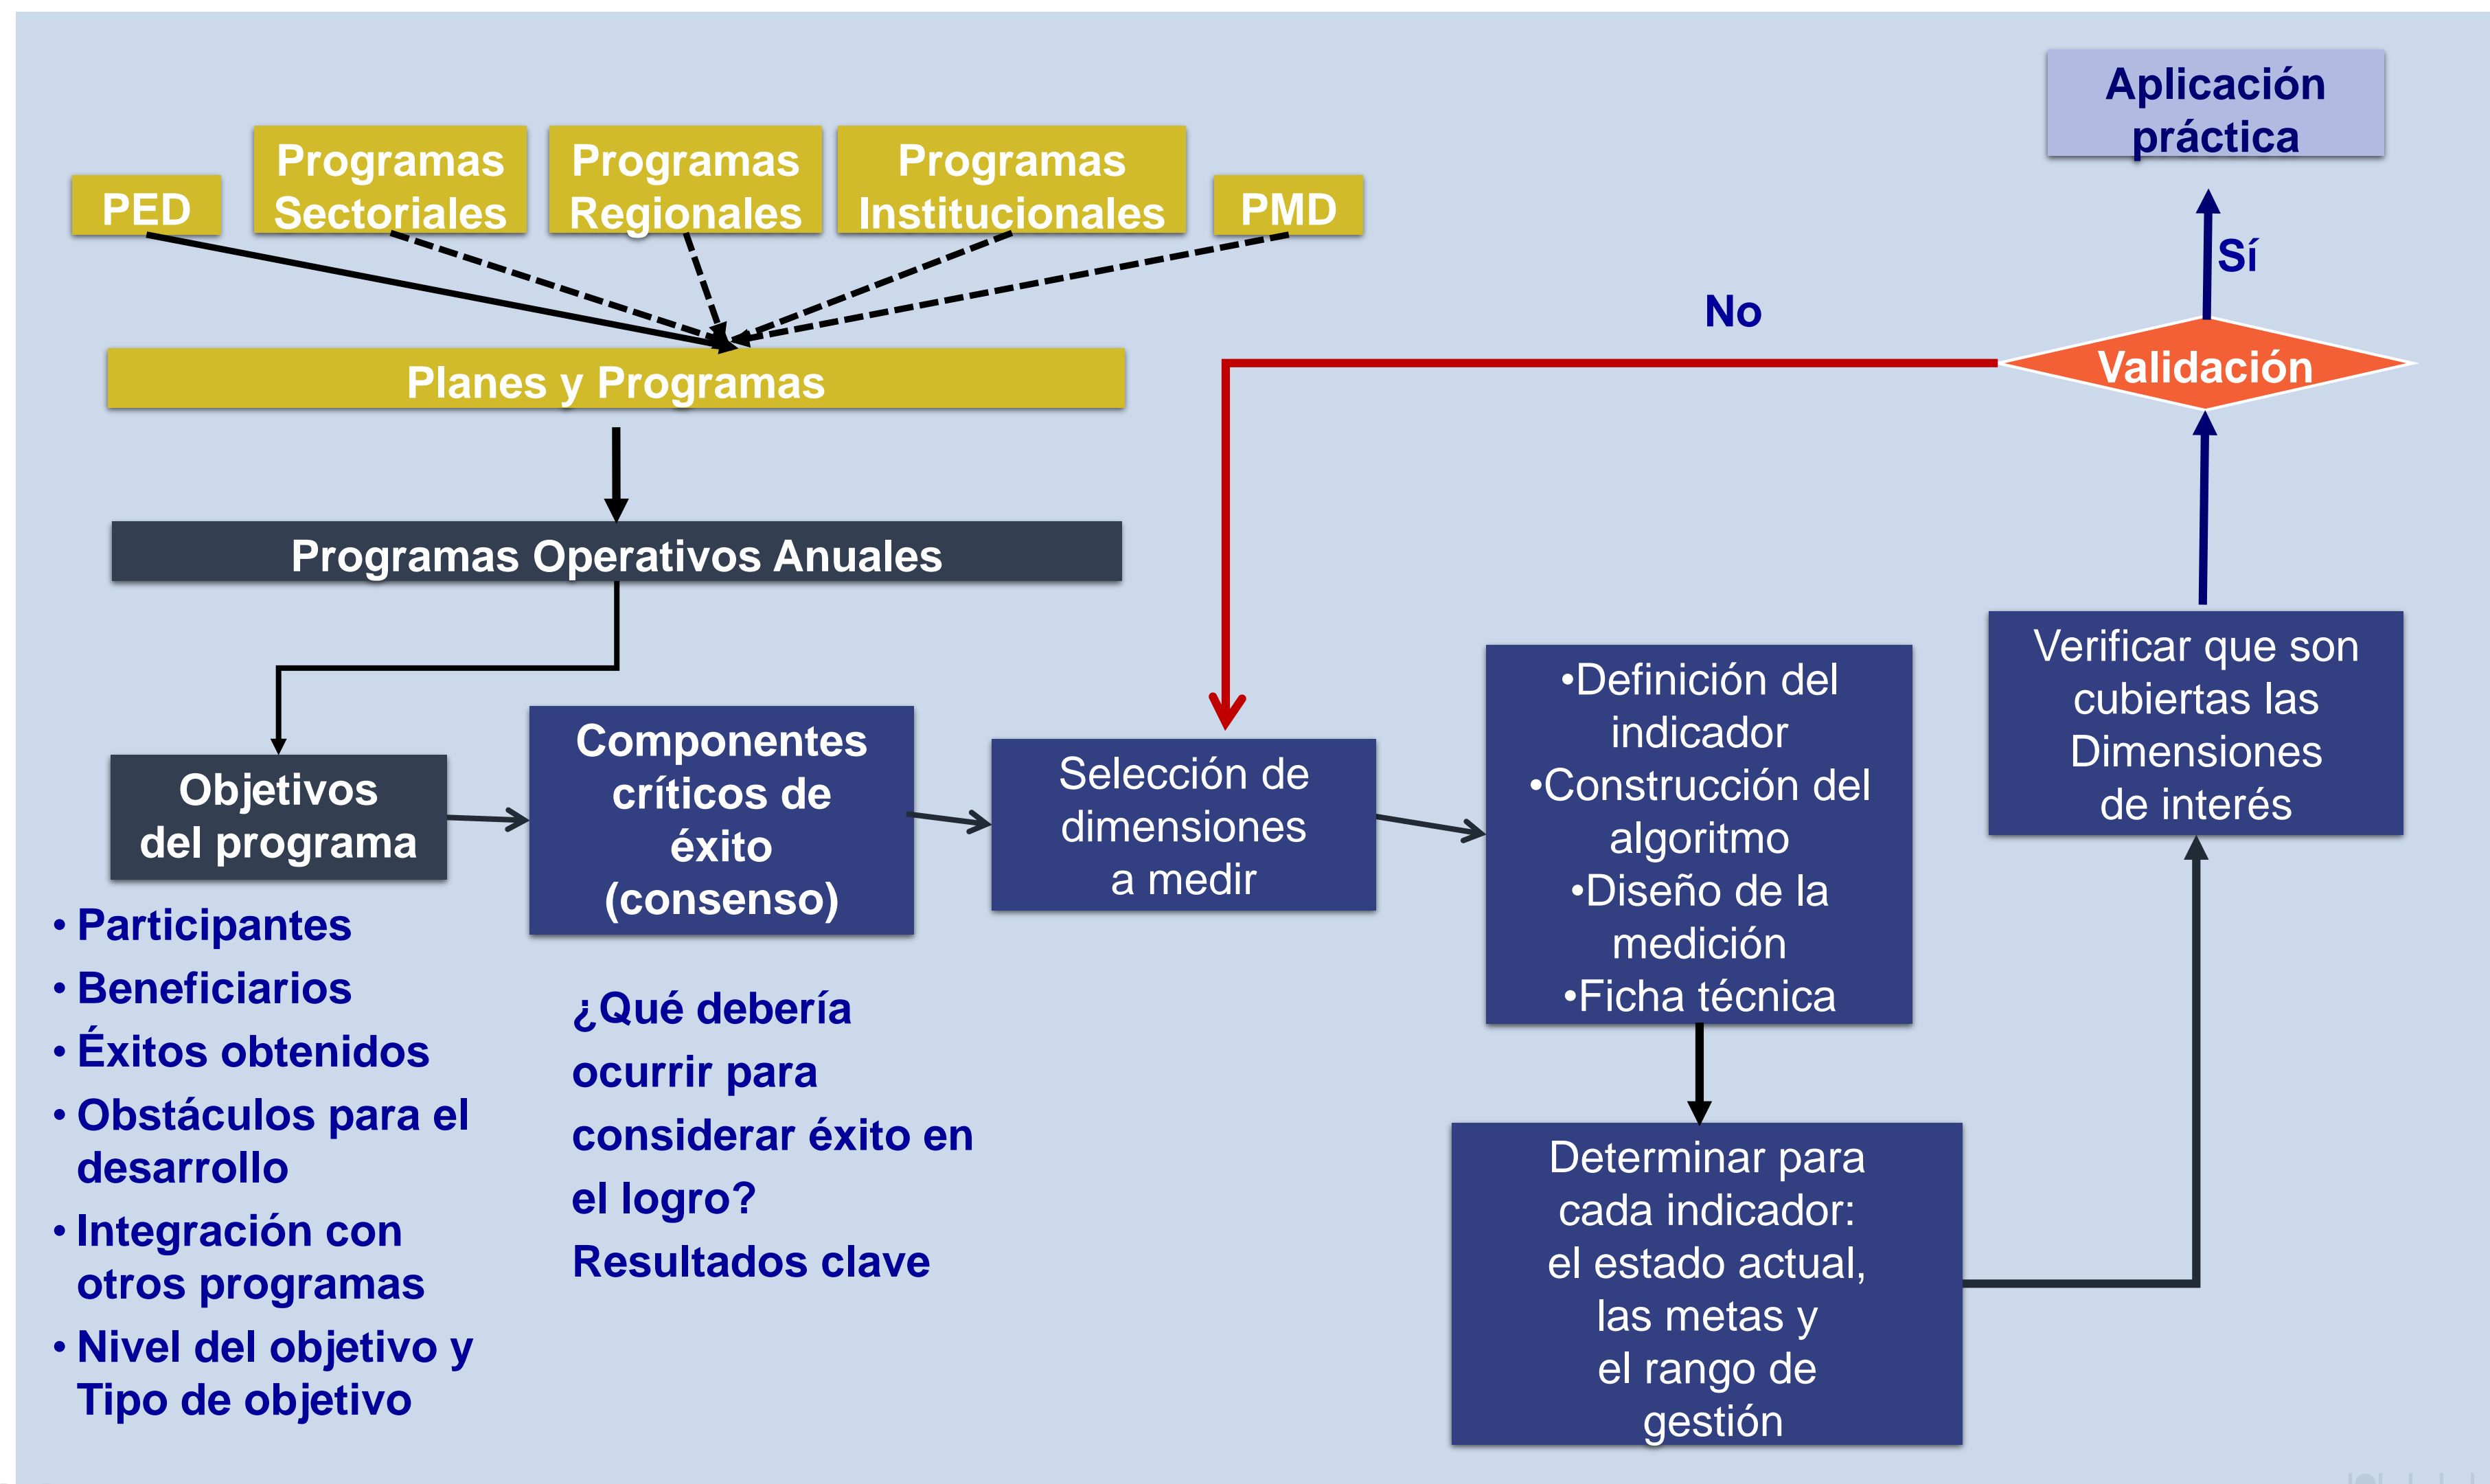 PED
Programas
Sectoriales
Programas
Regionales
Programas
Institucionales
PMD
Planes y Programas
Programas Operativos Anuales
Objetivos
del programa
• Participantes
• Beneficiarios
• Éxitos obtenidos
• Obstáculos para el
desarrollo
• Integración con
otros programas
• Nivel del objetivo y
Tipo de objetivo
Componentes
críticos de
éxito
(consenso)
¿Qué debería
ocurrir para
considerar éxito en
el logro?
Resultados clave
Selección de
dimensiones
a medir
•Definición del
indicador
•Construcción del
algoritmo
•Diseño de la
medición
•Ficha técnica
Determinar para
cada indicador:
el estado actual,
las metas y
el rango de
gestión
Verificar que son
cubiertas las
Dimensiones
de interés
Validación
No
Sí
Aplicación
práctica